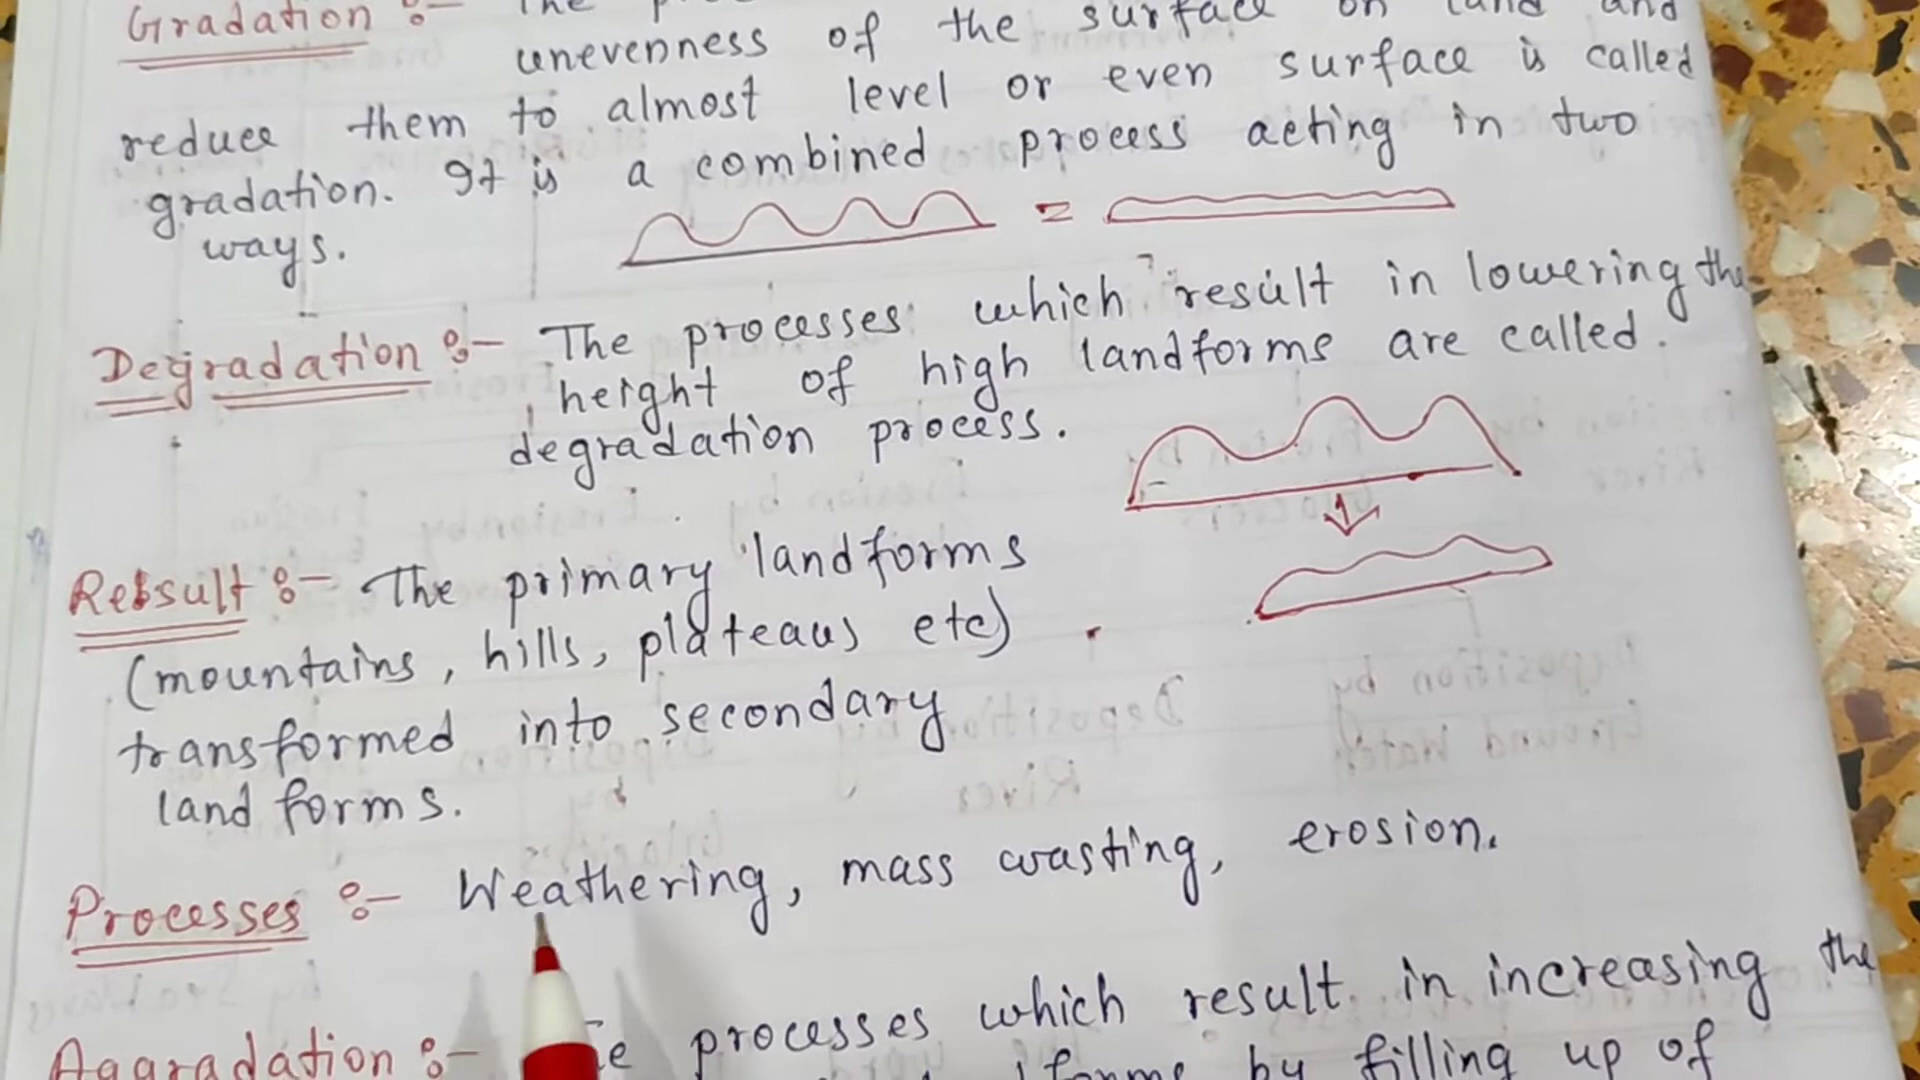 Gradation :- The
unevenness of the surface on land and
reduce them to almost level or even surface is called
gradation. It is a combined process acting in two
ways.
=
Degradation :- The processes which result in lowering the
height of high landforms are called
degradation process.
Rebsult :- The primary landforms
(mountains, hills, plateaus etc)
transformed into secondary
land forms.
Processes :- Weathering, mass wasting, erosion.
Aggradation :- processes which result in increasing the
by filling up of